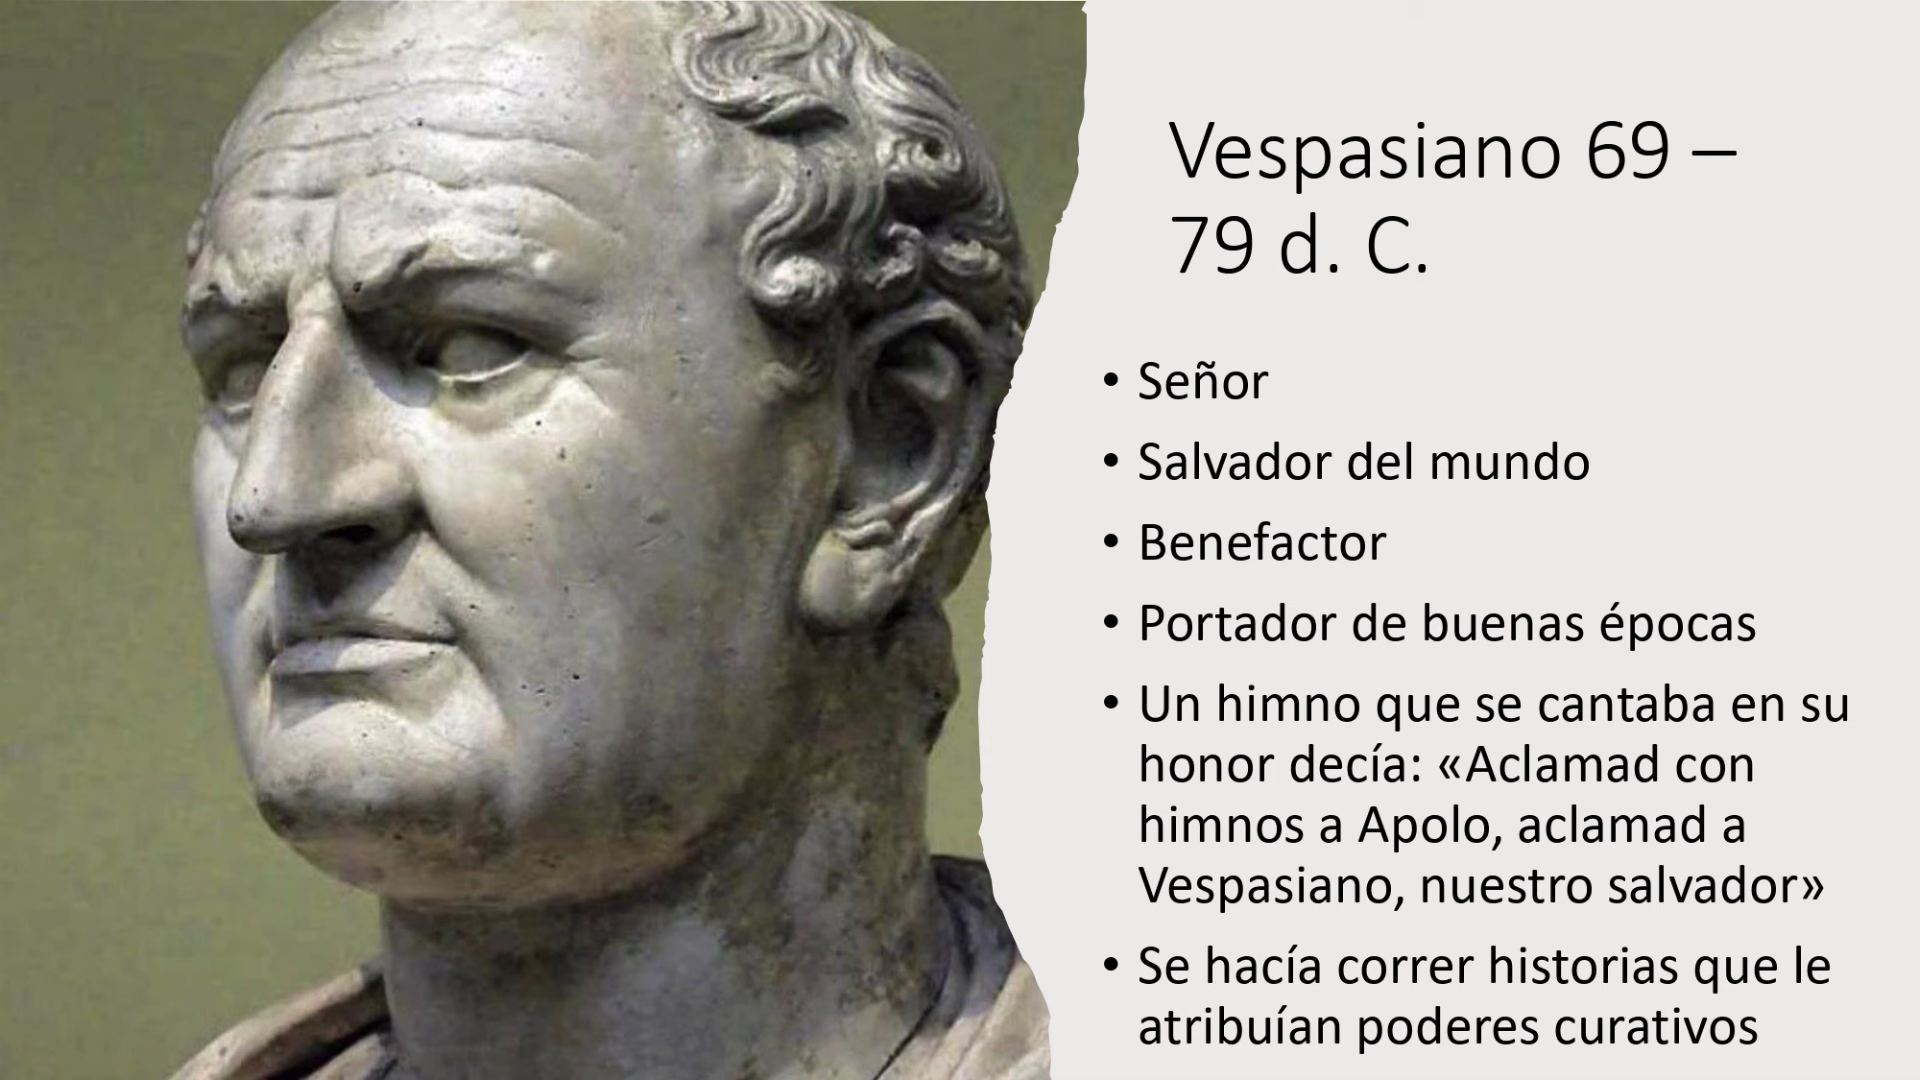 Vespasiano 69 –
79 d. C.
• Señor
• Salvador del mundo
• Benefactor
• Portador de buenas épocas
• Un himno que se cantaba en su
honor decía: «Aclamad con
himnos a Apolo, aclamad a
Vespasiano, nuestro salvador»
• Se hacía correr historias que le
atribuían poderes curativos